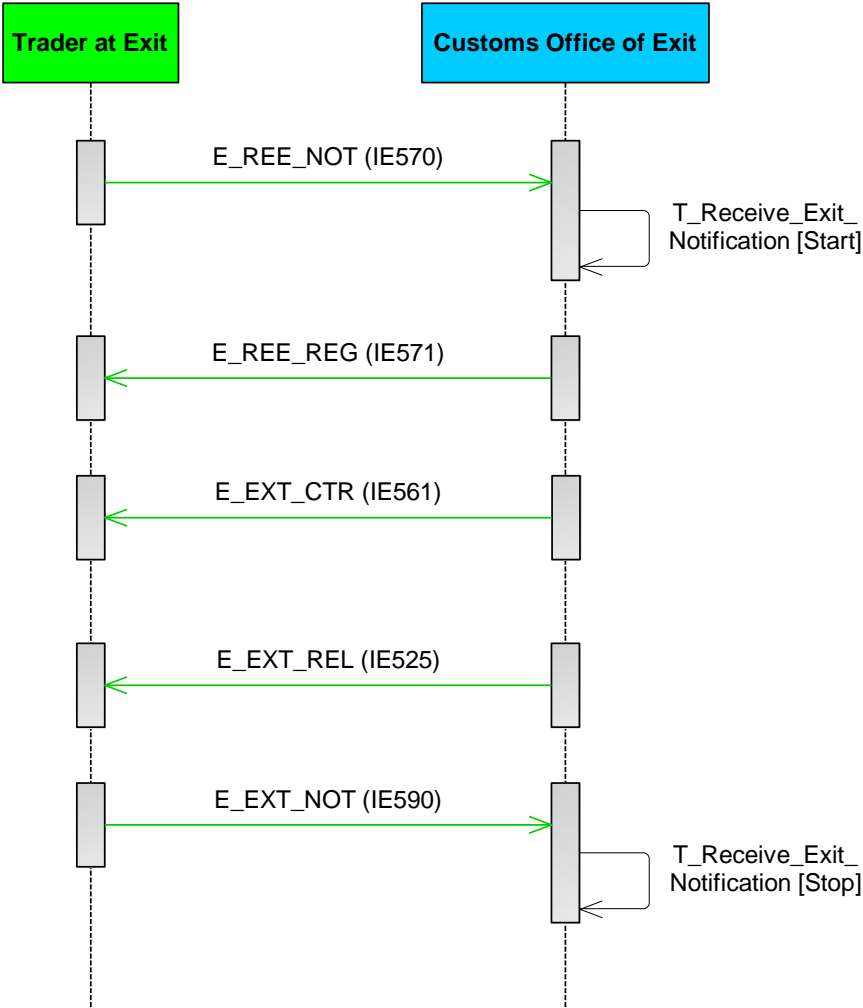 Trader at Exit
Customs Office of Exit
E_REE_NOT (IE570)
T_Receive_Exit_
Notification [Start]
E_REE_REG (IE571)
E_EXT_CTR (IE561)
E_EXT_REL (IE525)
E_EXT_NOT (IE590)
T_Receive_Exit_
Notification [Stop]